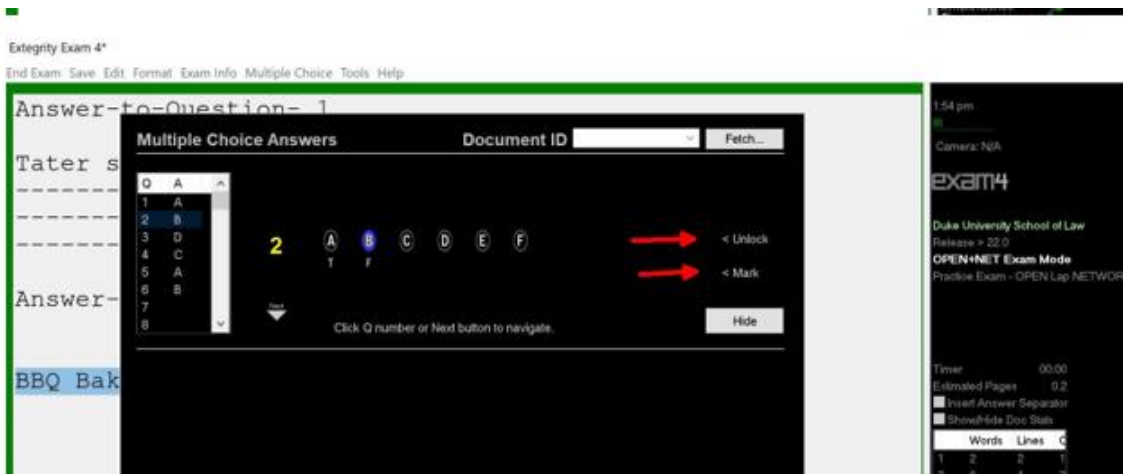 Extegrity Exam 4*
End Exam Save Edit Format Exam Info Multiple Choice Tools Help
Answer-to-Question- 1
Tater s
Answer-
BBQ Bak
Multiple Choice Answers Document ID Fetch...
Q A
1 A
2 B
3 D
4 C
5 A
6 B
7
8
2 A B C D E F
T F
Next
Click Q number or Next button to navigate.
< Unlock
< Mark
Hide
1:54 pm
Camera: N/A
exam4
Duke University School of Law
Release > 22.0
OPEN+NET Exam Mode
Practice Exam - OPEN Lap NETWOR
Timer 00:00
Estimated Pages 0.2
Insert Answer Separator
Show/Hide Doc Stats
Words Lines C
1 2 2 1